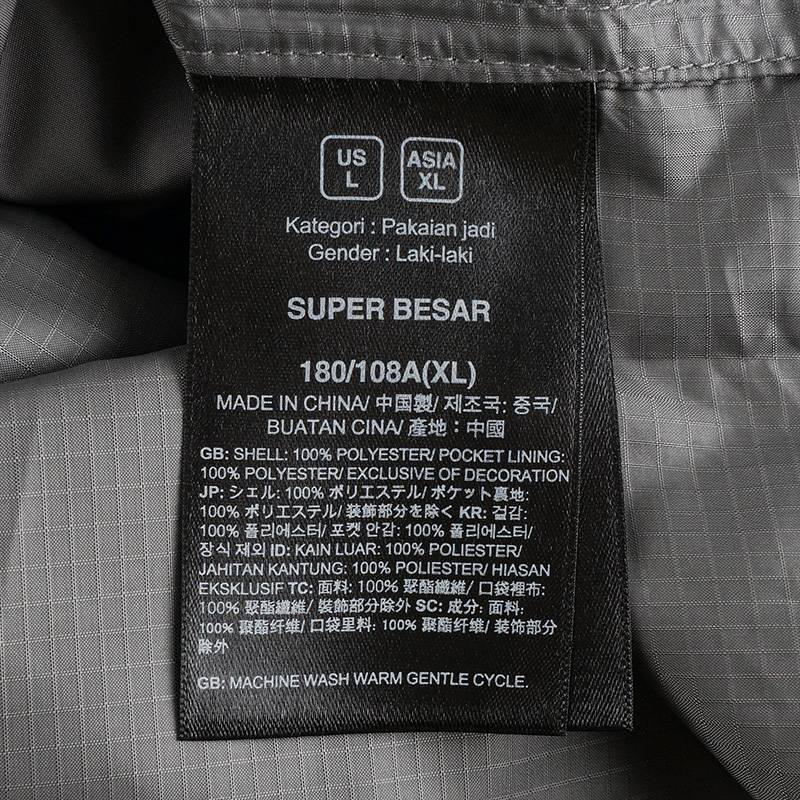 US
L
ASIA
XL
Kategori : Pakaian jadi
Gender : Laki-laki
SUPER BESAR
180/108A(XL)
MADE IN CHINA/ 中国製/ 제조국: 중국/
BUATAN CINA/ 產地：中國
GB: SHELL: 100% POLYESTER/ POCKET LINING:
100% POLYESTER/ EXCLUSIVE OF DECORATION
JP: シェル: 100% ポリエステル/ ポケット裏地:
100% ポリエステル/ 装飾部分を除く KR: 겉감:
100% 폴리에스터/ 포켓 안감: 100% 폴리에스터/
장식 제외 ID: KAIN LUAR: 100% POLIESTER/
JAHITAN KANTUNG: 100% POLIESTER/ HIASAN
EKSKLUSIF TC: 面料: 100% 聚酯纖維/ 口袋裡布:
100% 聚酯纖維/ 裝飾部分除外 SC: 成分: 面料:
100% 聚酯纤维/ 口袋里料: 100% 聚酯纤维/ 装饰部分
除外
GB: MACHINE WASH WARM GENTLE CYCLE.